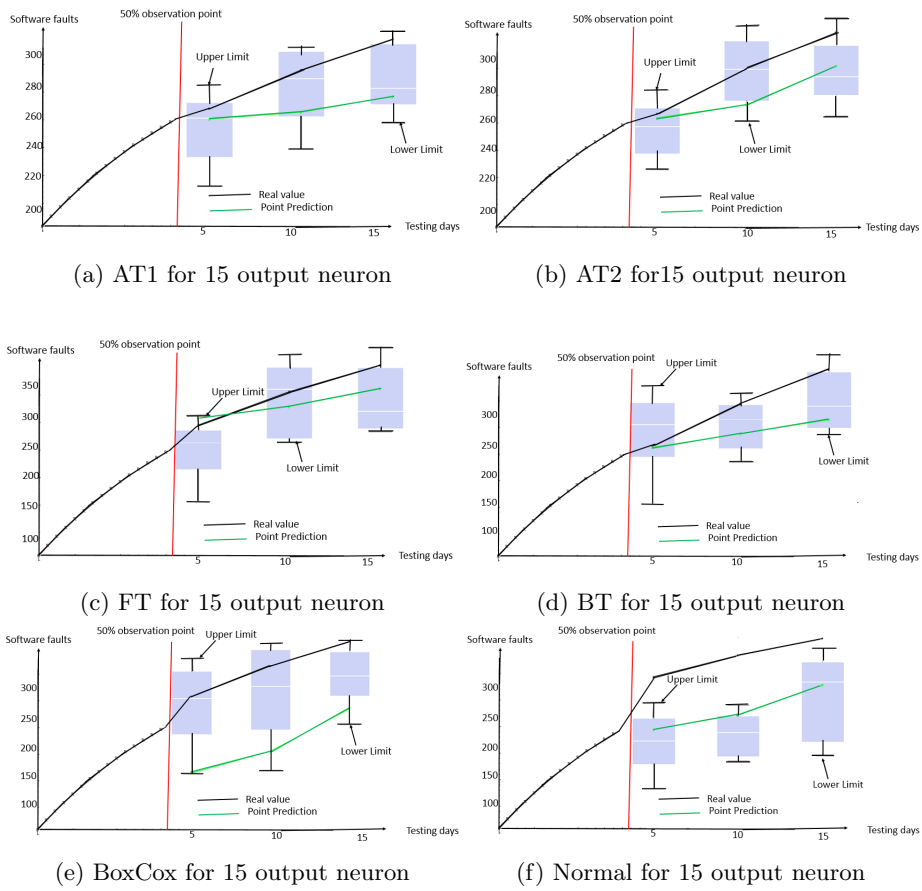 Software faults
50% observation point
300
280
260
240
220
200
Upper Limit
Lower Limit
Real value
Point Prediction
5
10
15
Testing days
(a) AT1 for 15 output neuron
Software faults
50% observation point
300
280
260
240
220
200
Upper Limit
Lower Limit
Real value
Point Prediction
5
10
15
Testing days
(b) AT2 for15 output neuron
Software faults
50% observation point
350
300
250
200
150
100
Upper Limit
Lower Limit
Real value
Point Prediction
5
10
15
Testing days
(c) FT for 15 output neuron
Software faults
50% observation point
300
250
200
150
100
Upper Limit
Lower Limit
Real value
Point Prediction
5
10
15
Testing days
(d) BT for 15 output neuron
Software faults
50% observation point
300
250
200
150
100
Upper Limit
Lower Limit
Real value
Point Prediction
5
10
15
Testing days
(e) BoxCox for 15 output neuron
Software faults
50% observation point
300
250
200
150
100
Upper Limit
Lower Limit
Real value
Point Prediction
5
10
15
Testing days
(f) Normal for 15 output neuron